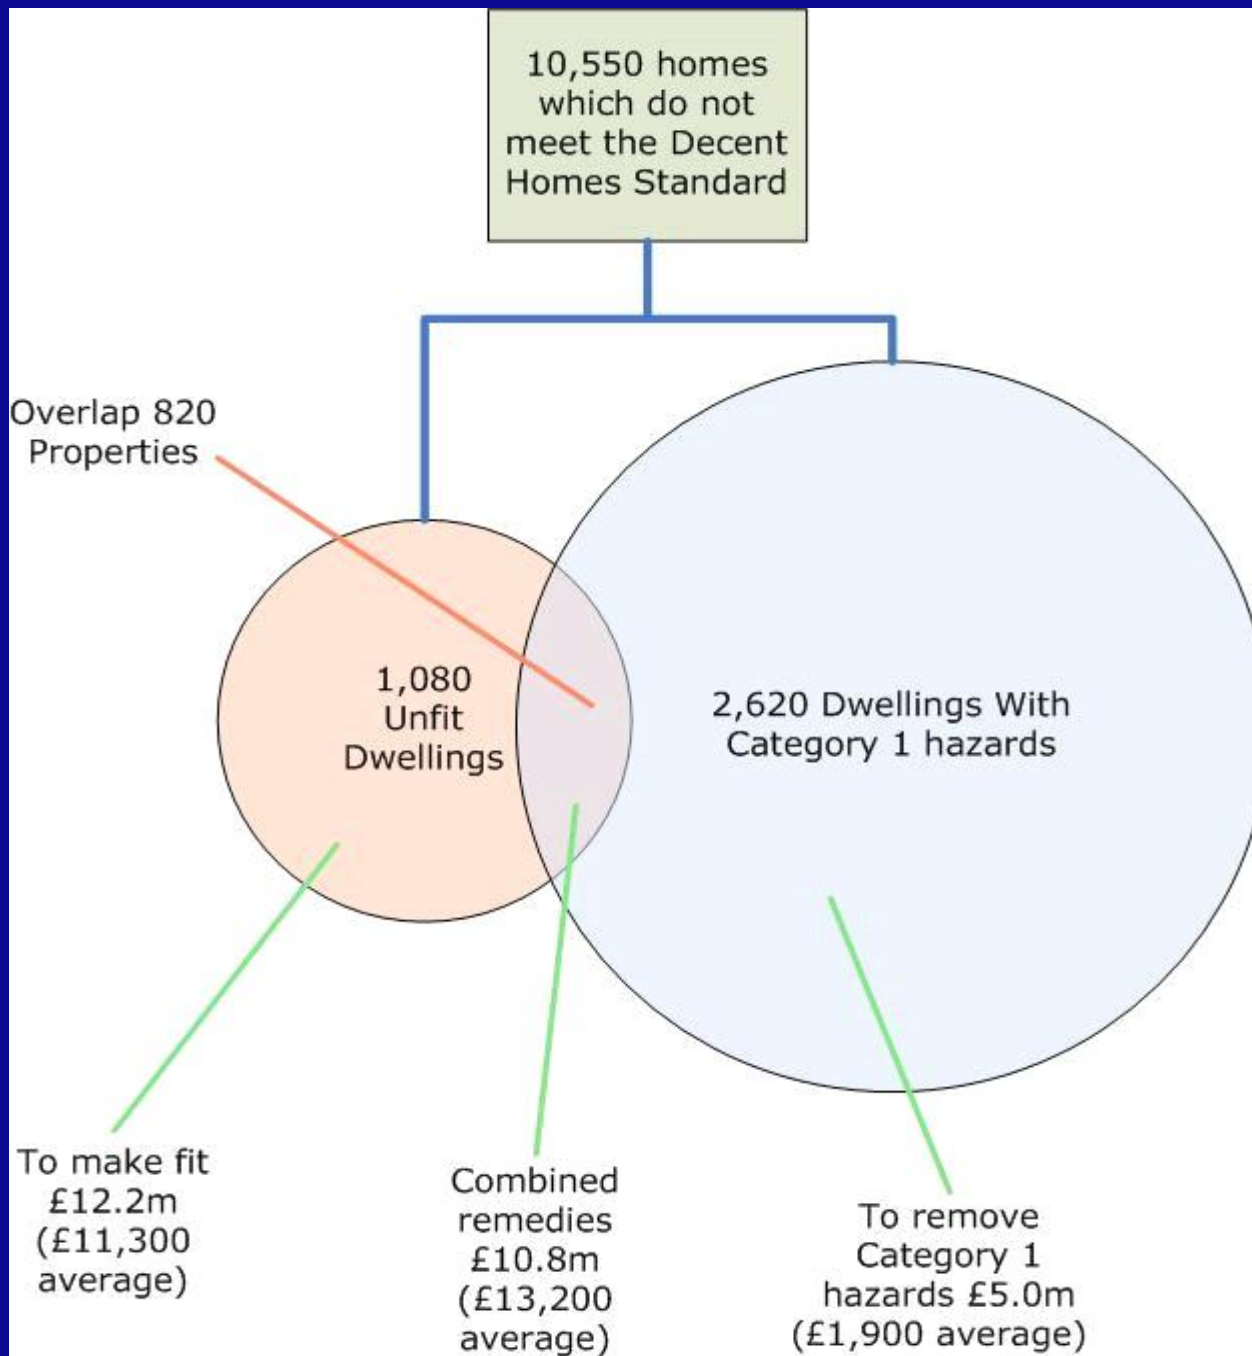 10,550 homes
which do not
meet the Decent
Homes Standard
Overlap 820
Properties
1,080
Unfit
Dwellings
2,620 Dwellings With
Category 1 hazards
To make fit
£12.2m
(£11,300
average)
Combined
remedies
£10.8m
(£13,200
average)
To remove
Category 1
hazards £5.0m
(£1,900 average)